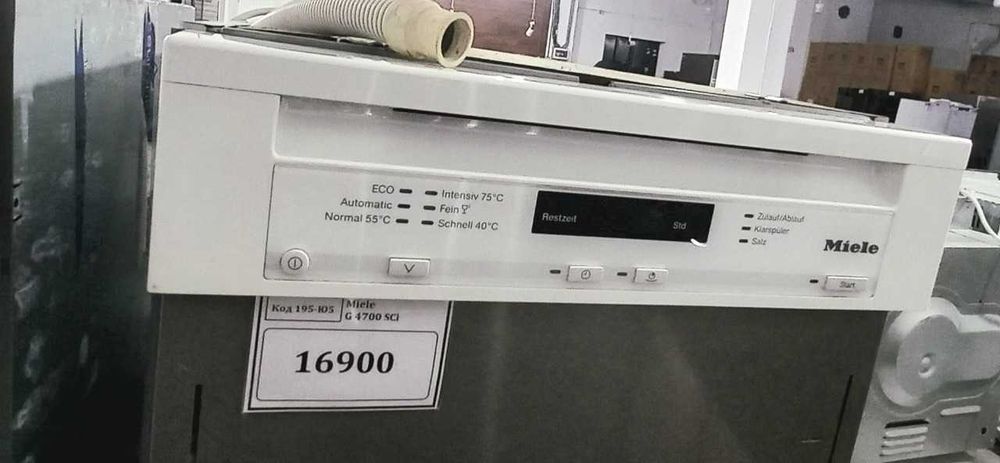 ECO
Automatic
Normal 55°C
Intensiv 75°C
Fein
Schnell 40°C
Restzeit
Std
Zulauf/Ablauf
Klarspüler
Salz
Miele
Start
Код 195-Ю5
Miele
G 4700 SCi
16900